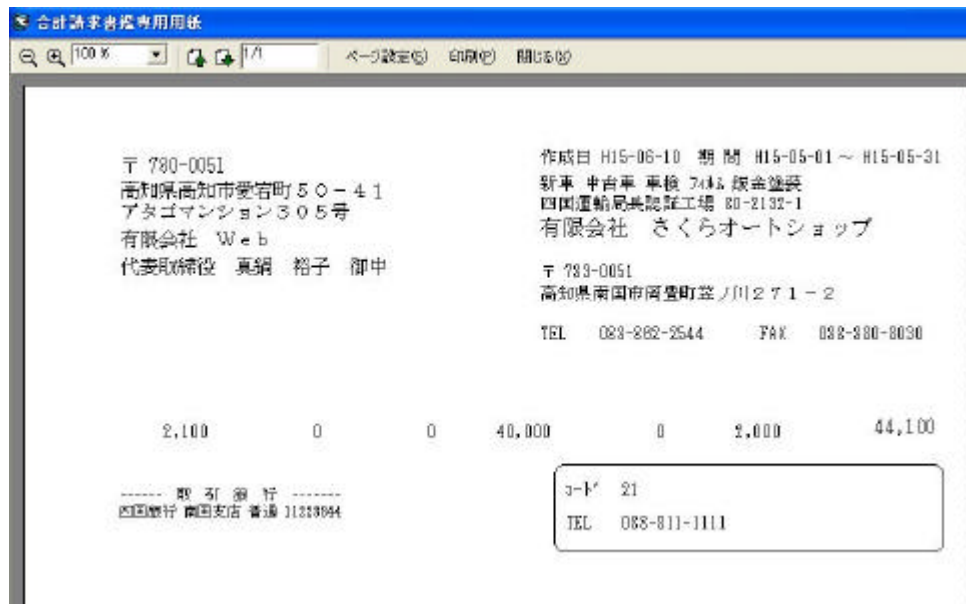 合計請求書鑑専用用紙
100 %
1/1
ページ設定(S) 印刷(P) 閉じる(X)
〒 780-0051
高知県高知市愛宕町50-41
アタゴマンション305号
有限会社 Web
代表取締役 真鍋 裕子 御中
作成日 H15-06-10 期間 H15-05-01 ~ H15-05-31
新車 中古車 車検 ﾌｨﾙﾑ 鈑金塗装
四国運輸局長認証工場 80-2132-1
有限会社 さくらオートショップ
〒 783-0051
高知県南国市岡豊町笠ノ川271-2
TEL 088-862-2544 FAX
2,100 0 0 40,000 0 2,000 44,100
------ 取 引 銀 行 -------
四国銀行 南国支店 普通
ｺｰﾄﾞ 21
TEL 088-811-1111